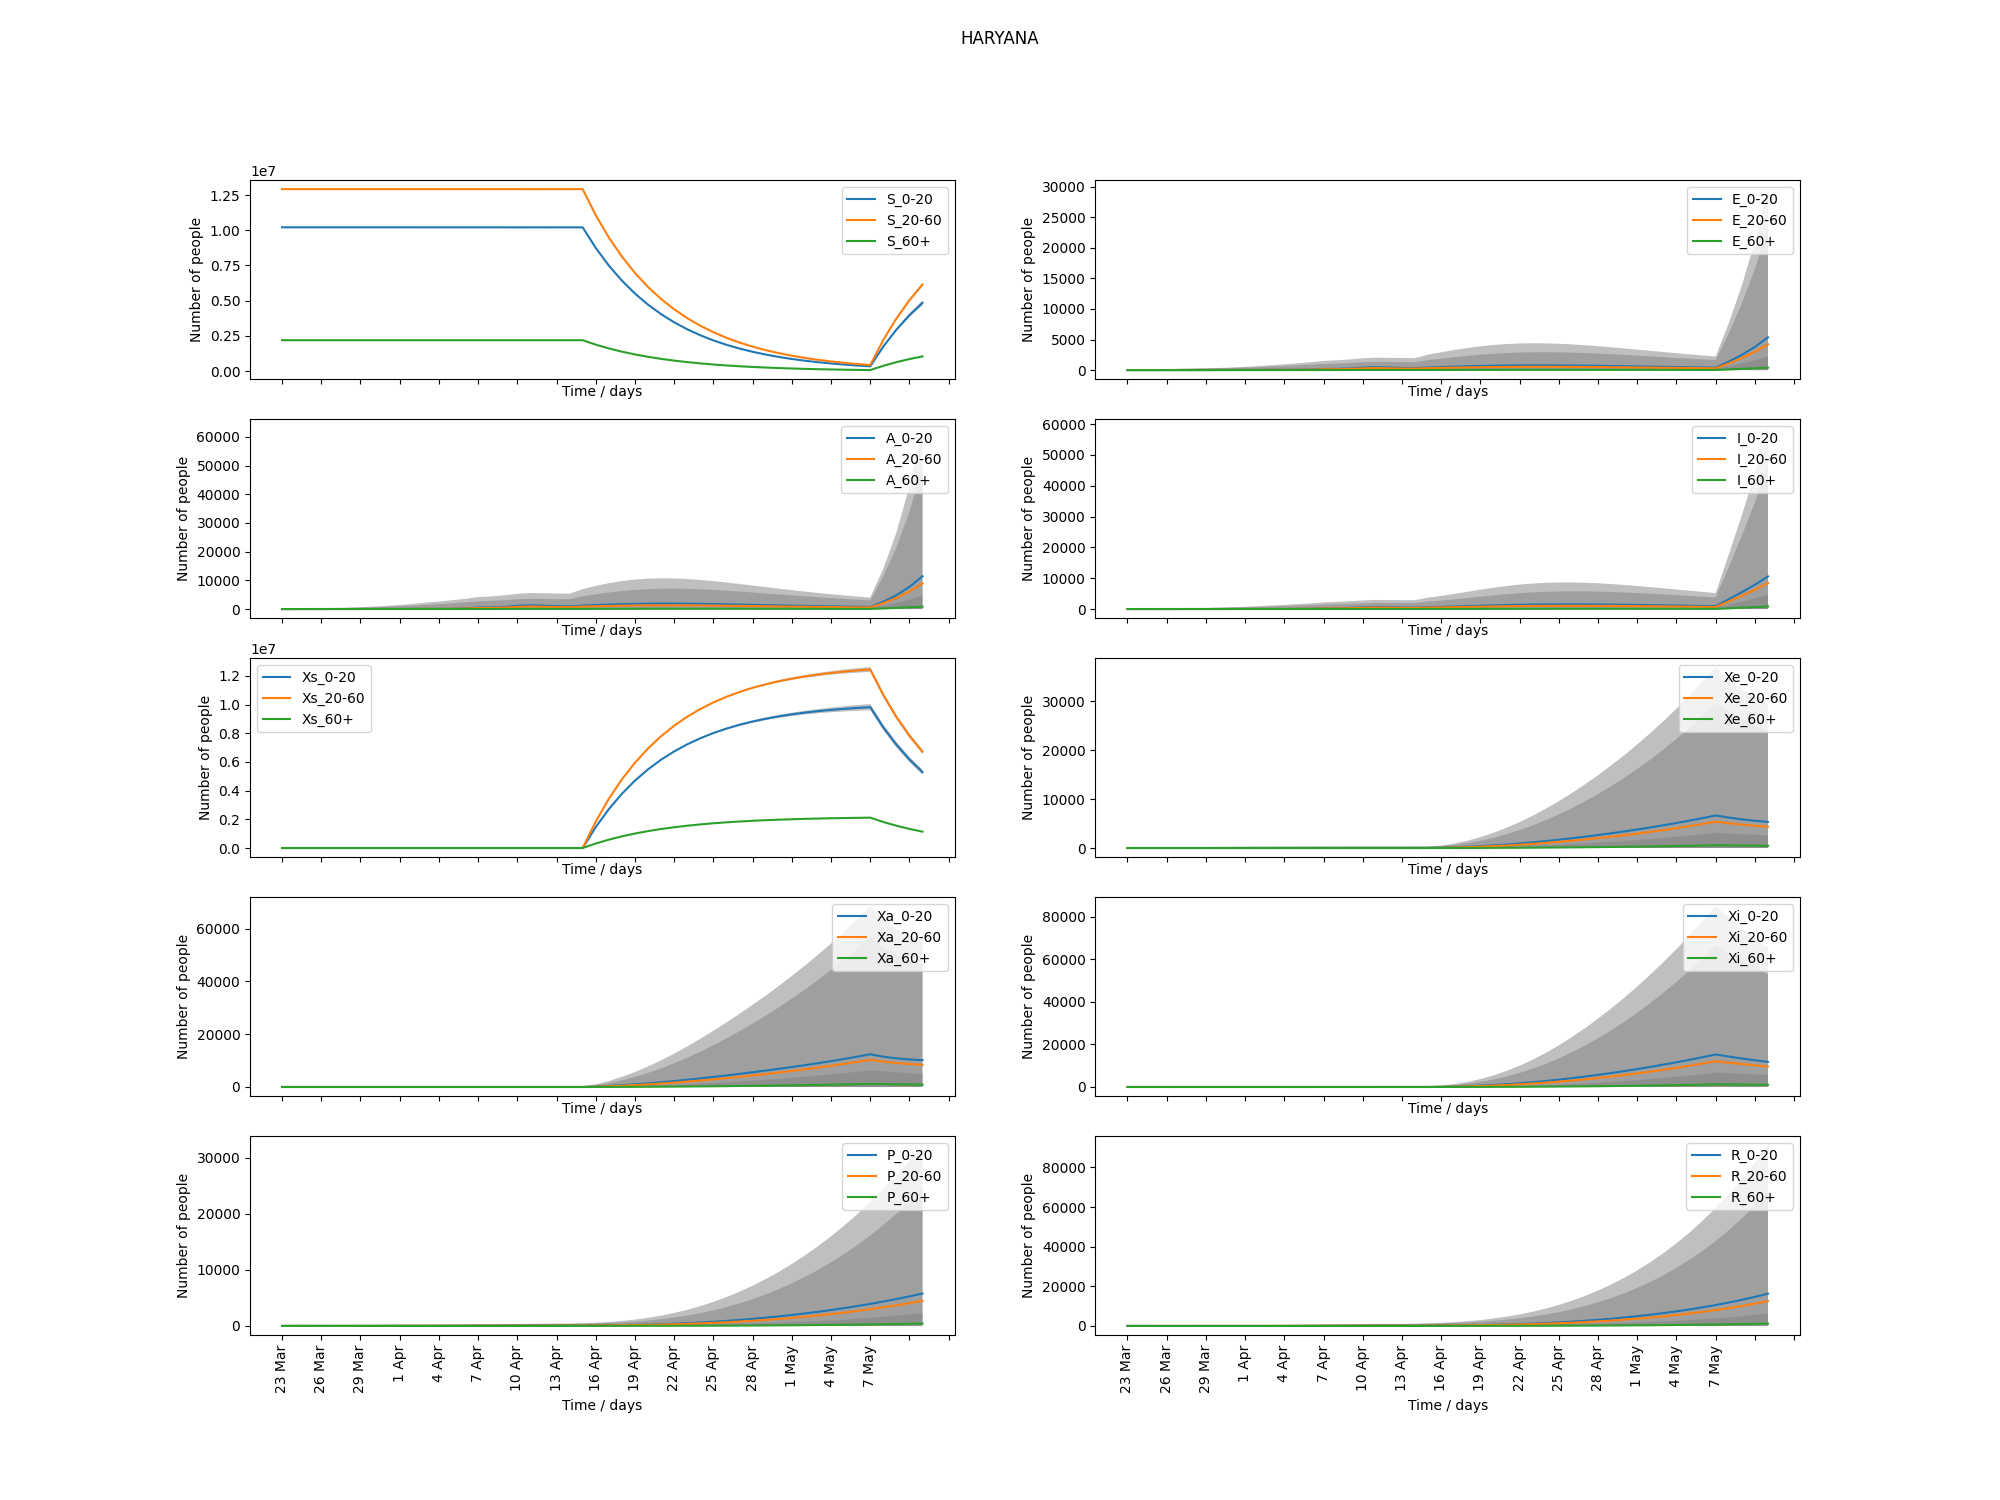 HARYANA
1e7
1.25
1.00
0.75
0.50
0.25
0.00
Number of people
S_0-20
S_20-60
S_60+
Time / days
30000
25000
20000
15000
10000
5000
0
Number of people
E_0-20
E_20-60
E_60+
Time / days
60000
50000
40000
30000
20000
10000
0
Number of people
A_0-20
A_20-60
A_60+
Time / days
60000
50000
40000
30000
20000
10000
0
Number of people
I_0-20
I_20-60
I_60+
Time / days
1e7
1.2
1.0
0.8
0.6
0.4
0.2
0.0
Number of people
Xs_0-20
Xs_20-60
Xs_60+
Time / days
30000
20000
10000
0
Number of people
Xe_0-20
Xe_20-60
Xe_60+
Time / days
60000
40000
20000
0
Number of people
Xa_0-20
Xa_20-60
Xa_60+
Time / days
80000
60000
40000
20000
0
Number of people
Xi_0-20
Xi_20-60
Xi_60+
Time / days
30000
20000
10000
0
Number of people
P_0-20
P_20-60
P_60+
23 Mar
26 Mar
29 Mar
1 Apr
4 Apr
7 Apr
10 Apr
13 Apr
16 Apr
19 Apr
22 Apr
25 Apr
28 Apr
1 May
4 May
7 May
Time / days
80000
60000
40000
20000
0
Number of people
R_0-20
R_20-60
R_60+
23 Mar
26 Mar
29 Mar
1 Apr
4 Apr
7 Apr
10 Apr
13 Apr
16 Apr
19 Apr
22 Apr
25 Apr
28 Apr
1 May
4 May
7 May
Time / days